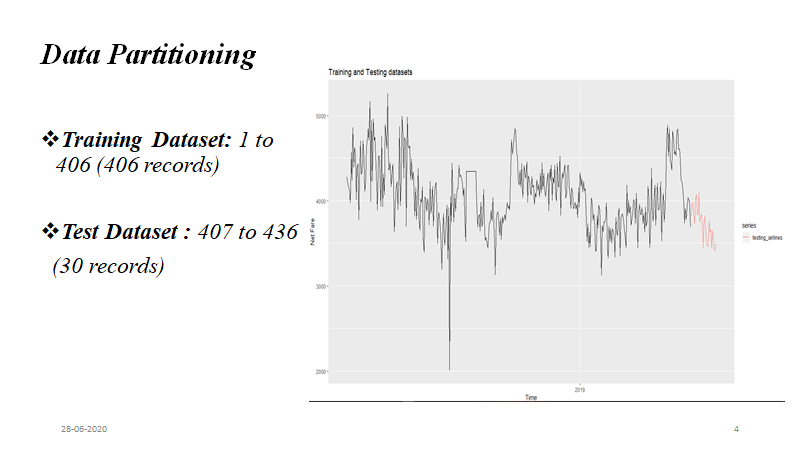 Data Partitioning
❖Training Dataset: 1 to
406 (406 records)
❖Test Dataset : 407 to 436
(30 records)
Training and Testing datasets
5000
4000
3000
2000
Net Fare
2019
Time
series
testing_airlines
28-06-2020
4